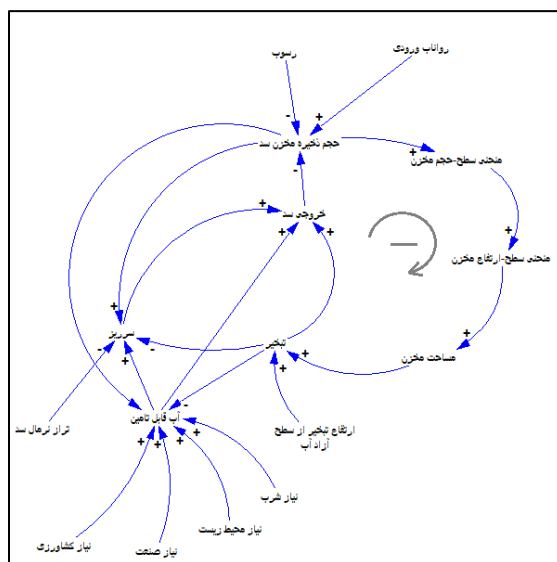 رواناب ورودی
رسوب
حجم ذخیره مخزن سد
منحنی سطح-حجم مخزن
خروجی سد
منحنی سطح-ارتفاع مخزن
سرریز
تبخیر
مساحت مخزن
تراز نرمال سد
آب قابل تامین
ارتفاع تبخیر از سطح
آزاد آب
نیاز شرب
نیاز محیط زیست
نیاز صنعت
نیاز کشاورزی